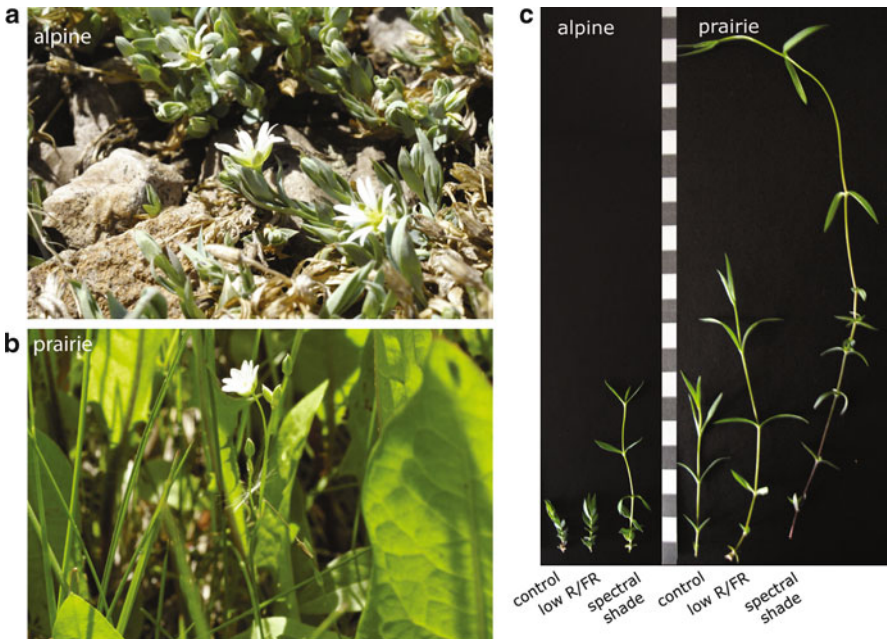 a
alpine
b
prairie
c
alpine
prairie
control
low R/FR
spectral
shade
control
low R/FR
spectral
shade